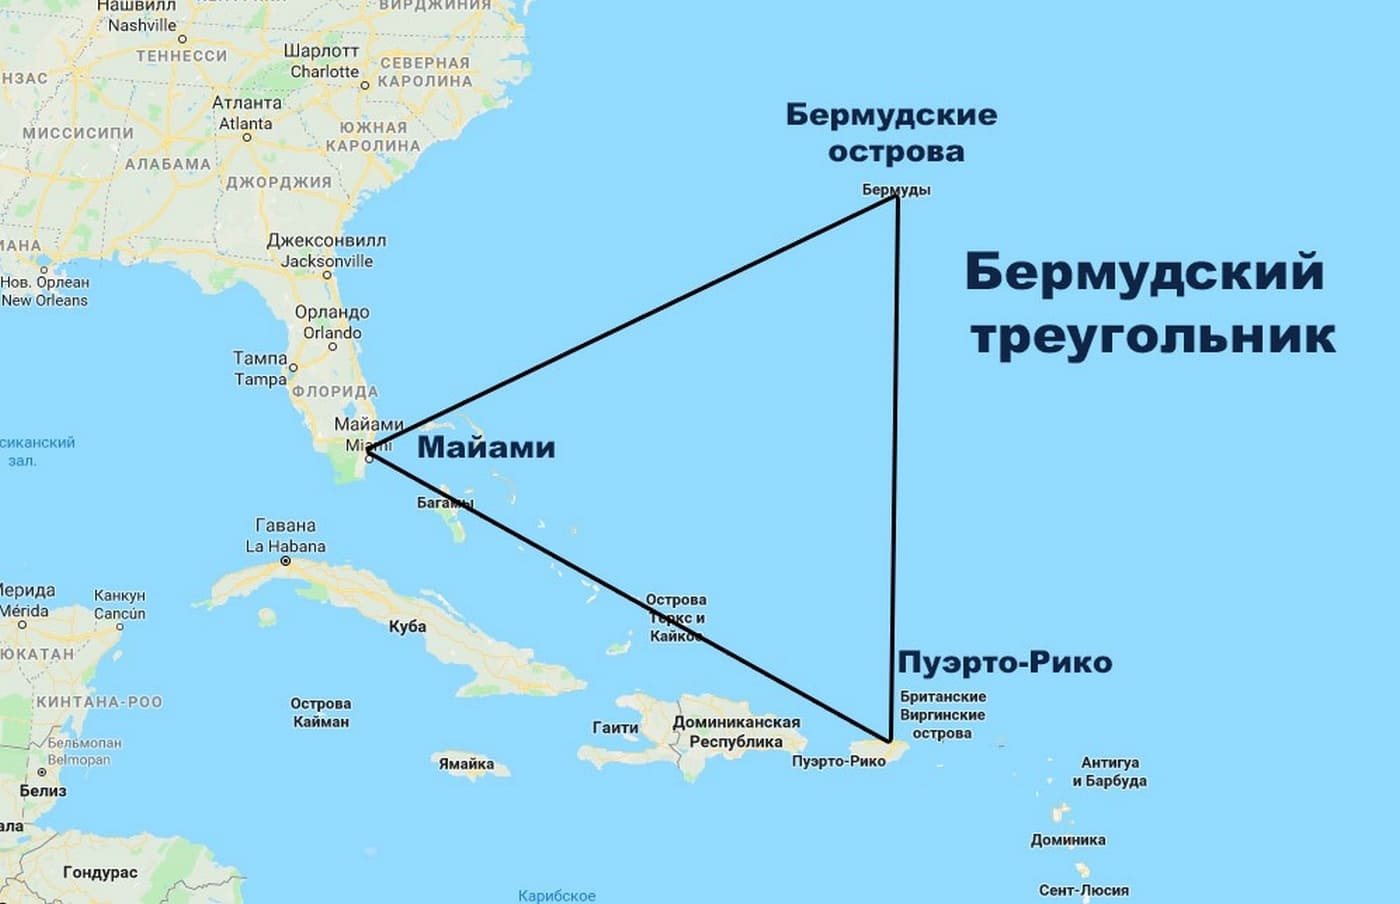 Нашвилл
Nashville
ВИРДЖИНИЯ
ТЕННЕСИ
Шарлотт
Charlotte
СЕВЕРНАЯ
КАРОЛИНА
НЗАС
Атланта
Atlanta
МИССИСИПИ
ЮЖНАЯ
КАРОЛИНА
АЛАБАМА
ДЖОРДЖИЯ
Бермудские
острова
Бермуды
ИАНА
Джексонвилл
Jacksonville
Нов. Орлеан
New Orleans
Бермудский
треугольник
Орландо
Orlando
Тампа
Tampa
ФЛОРИДА
Майами
Miami
Майами
сиканский
зал.
Багамы
Гавана
La Habana
Мерида
Mérida
Канкун
Cancún
Куба
Острова
Теркс и
Кайкос
ЮКАТАН
КИНТАНА-РОО
Острова
Кайман
Пуэрто-Рико
Британские
Виргинские
острова
Гаити
Доминиканская
Республика
Пуэрто-Рико
Ямайка
Бельмопан
Belmopan
Белиз
Антигуа
и Барбуда
ала
Доминика
Гондурас
Сент-Люсия
Карибское